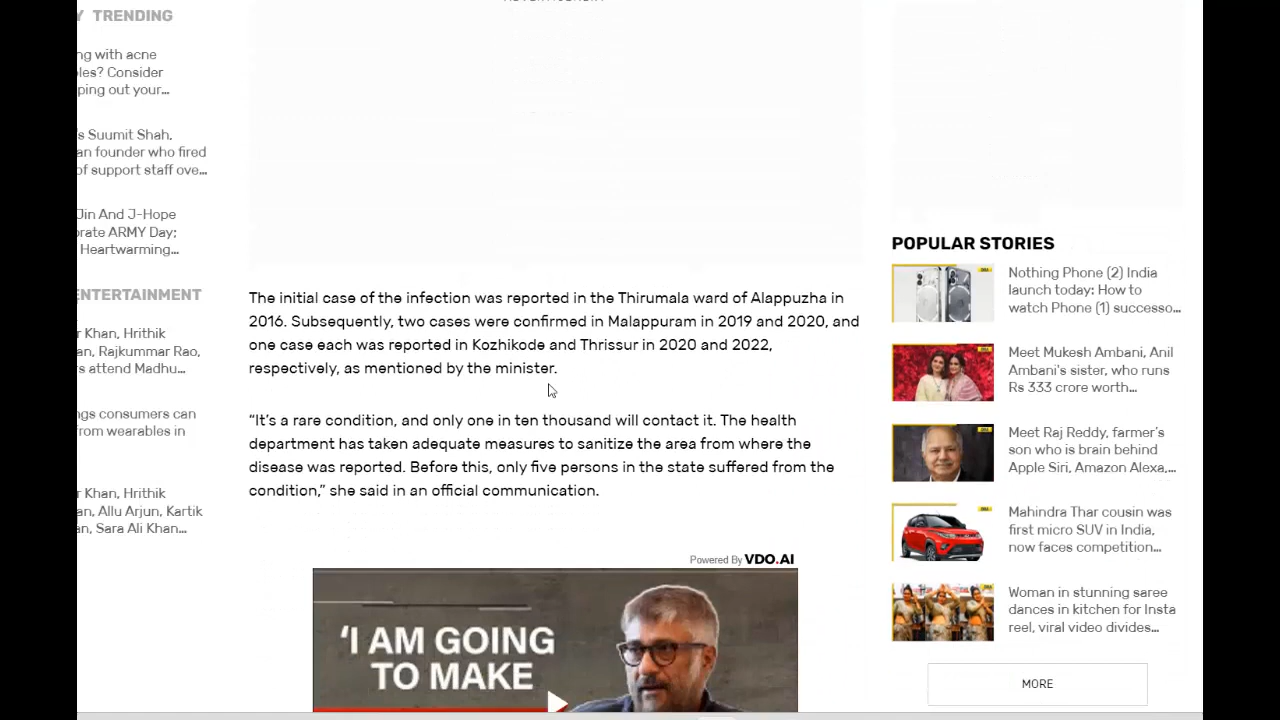 TRENDING
ng with acne
les? Consider
ping out your...
s Suumit Shah,
an founder who fired
of support staff ove...
Jin And J-Hope
brate ARMY Day;
Heartwarming...
ENTERTAINMENT
r Khan, Hrithik
an, Rajkummar Rao,
rs attend Madhu...
ngs consumers can
from wearables in
r Khan, Hrithik
an, Allu Arjun, Kartik
an, Sara Ali Khan...
The initial case of the infection was reported in the Thirumala ward of Alappuzha in
2016. Subsequently, two cases were confirmed in Malappuram in 2019 and 2020, and
one case each was reported in Kozhikode and Thrissur in 2020 and 2022,
respectively, as mentioned by the minister.
“It’s a rare condition, and only one in ten thousand will contact it. The health
department has taken adequate measures to sanitize the area from where the
disease was reported. Before this, only five persons in the state suffered from the
condition,” she said in an official communication.
Powered By VDO.AI
‘I AM GOING
TO MAKE
POPULAR STORIES
Nothing Phone (2) India
launch today: How to
watch Phone (1) successo...
Meet Mukesh Ambani, Anil
Ambani's sister, who runs
Rs 333 crore worth...
Meet Raj Reddy, farmer’s
son who is brain behind
Apple Siri, Amazon Alexa,...
Mahindra Thar cousin was
first micro SUV in India,
now faces competition...
Woman in stunning saree
dances in kitchen for Insta
reel, viral video divides...
MORE